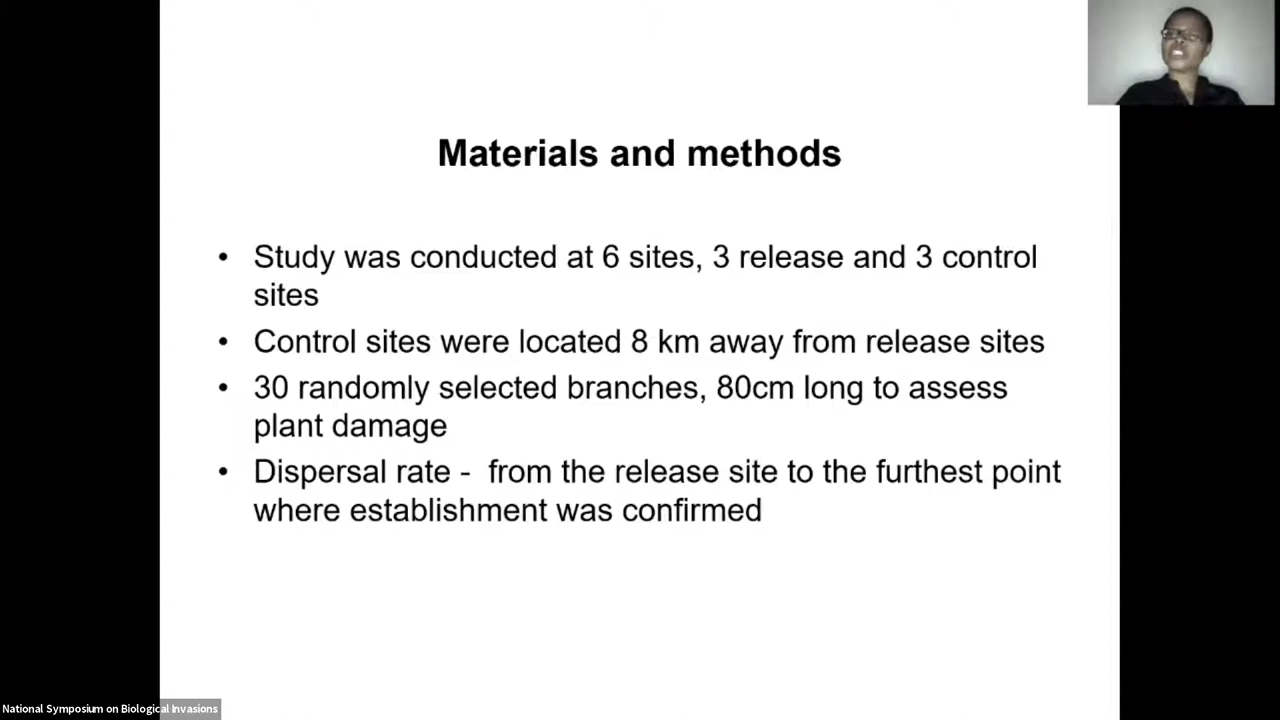 Materials and methods
• Study was conducted at 6 sites, 3 release and 3 control
sites
• Control sites were located 8 km away from release sites
• 30 randomly selected branches, 80cm long to assess
plant damage
• Dispersal rate -  from the release site to the furthest point
where establishment was confirmed
National Symposium on Biological Invasions